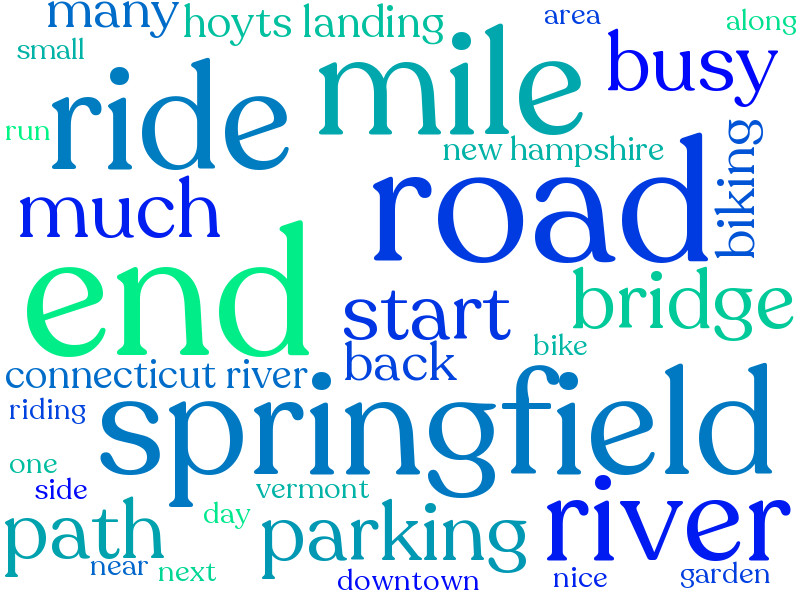 many
hoyts landing
area
along
small
busy
ride
mile
run
new hampshire
biking
much
road
end
start
bridge
bike
back
connecticut river
riding
springfield
one
side
vermont
river
path
day
parking
near
next
downtown
nice
garden